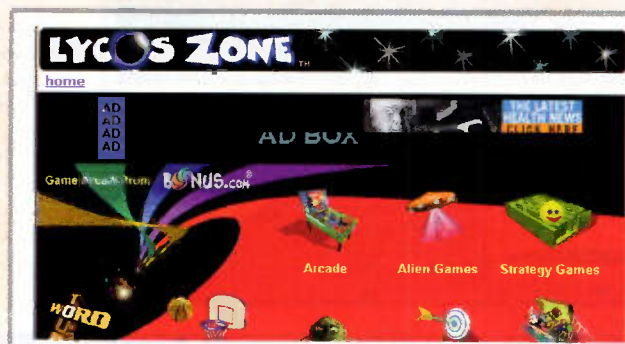 LYCOS ZONE TM
home
AD
AD
AD
AD
THE LATEST
HEALTH NEWS
CLICK HERE
AD BOX
Game Arcade from BONUS.COM®
Arcade
Alien Games
Strategy Games
WORD